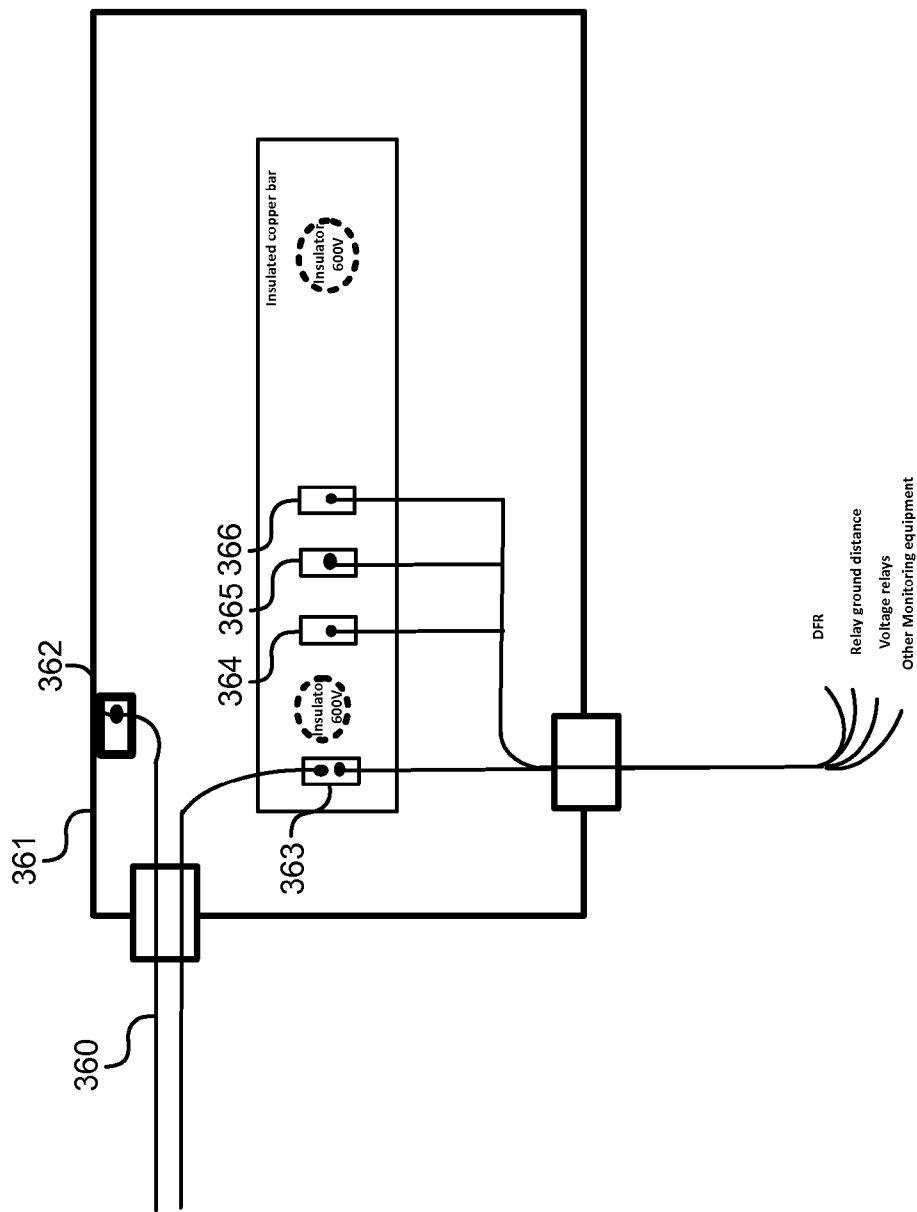 Insulated copper bar
Insulator
600V
366
365
364
Insulator
600V
362
361
363
360
DFR
Relay ground distance
Voltage relays
Other Monitoring equipment